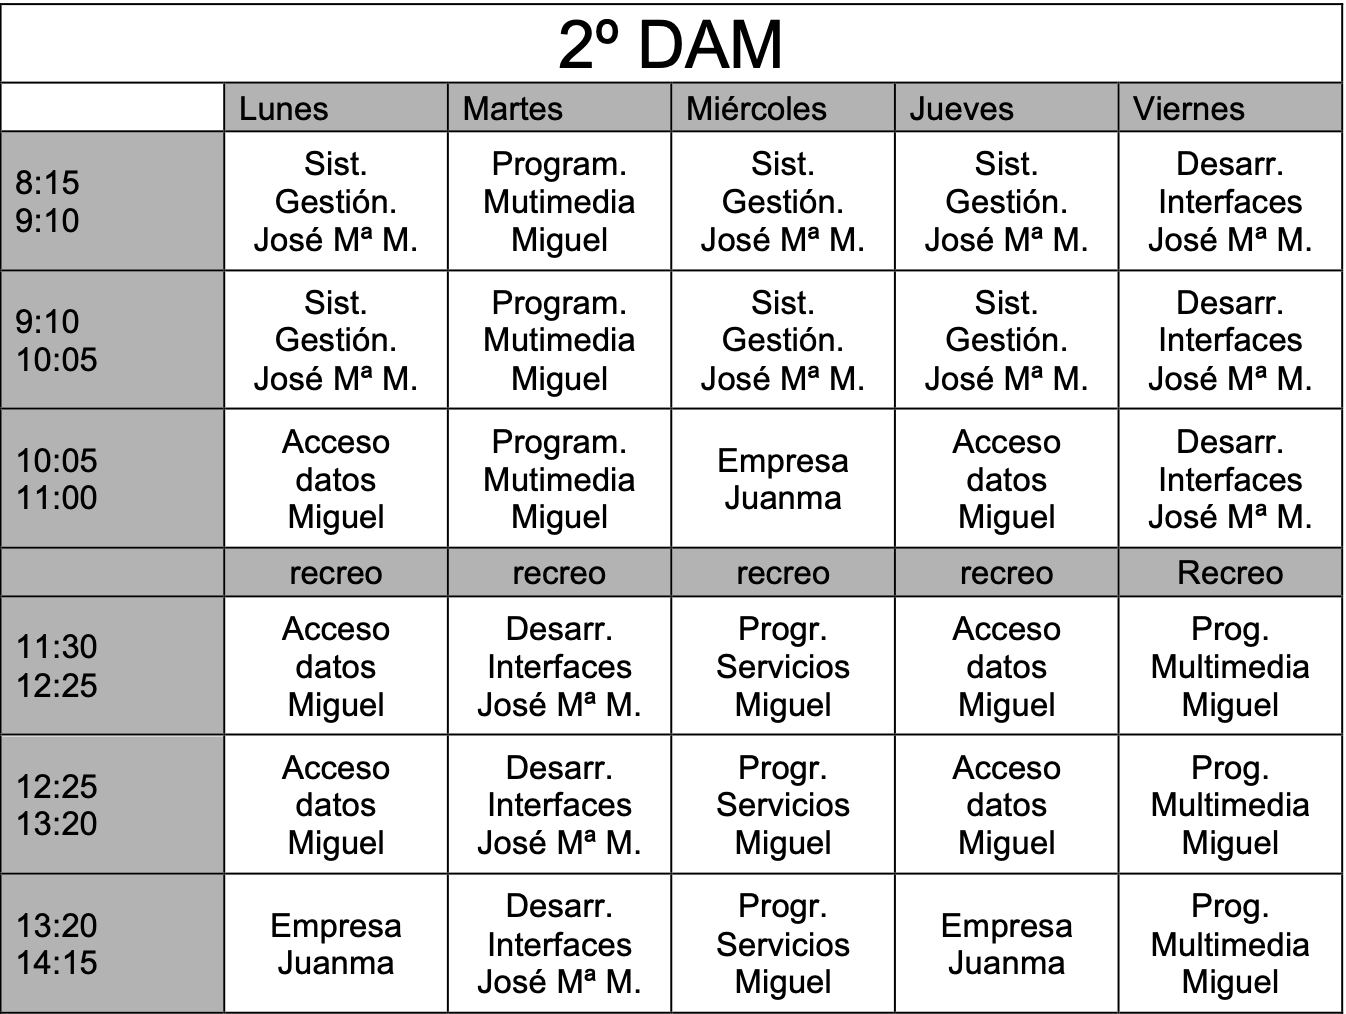 2º DAM
Lunes Martes Miércoles Jueves Viernes
8:15
9:10
Sist.
Gestión.
José Mª M.
Program.
Mutimedia
Miguel
Sist.
Gestión.
José Mª M.
Sist.
Gestión.
José Mª M.
Desarr.
Interfaces
José Mª M.
9:10
10:05
Sist.
Gestión.
José Mª M.
Program.
Mutimedia
Miguel
Sist.
Gestión.
José Mª M.
Sist.
Gestión.
José Mª M.
Desarr.
Interfaces
José Mª M.
10:05
11:00
Acceso
datos
Miguel
Program.
Mutimedia
Miguel
Empresa
Juanma
Acceso
datos
Miguel
Desarr.
Interfaces
José Mª M.
recreo recreo recreo recreo Recreo
11:30
12:25
Acceso
datos
Miguel
Desarr.
Interfaces
José Mª M.
Progr.
Servicios
Miguel
Acceso
datos
Miguel
Prog.
Multimedia
Miguel
12:25
13:20
Acceso
datos
Miguel
Desarr.
Interfaces
José Mª M.
Progr.
Servicios
Miguel
Acceso
datos
Miguel
Prog.
Multimedia
Miguel
13:20
14:15
Empresa
Juanma
Desarr.
Interfaces
José Mª M.
Progr.
Servicios
Miguel
Empresa
Juanma
Prog.
Multimedia
Miguel